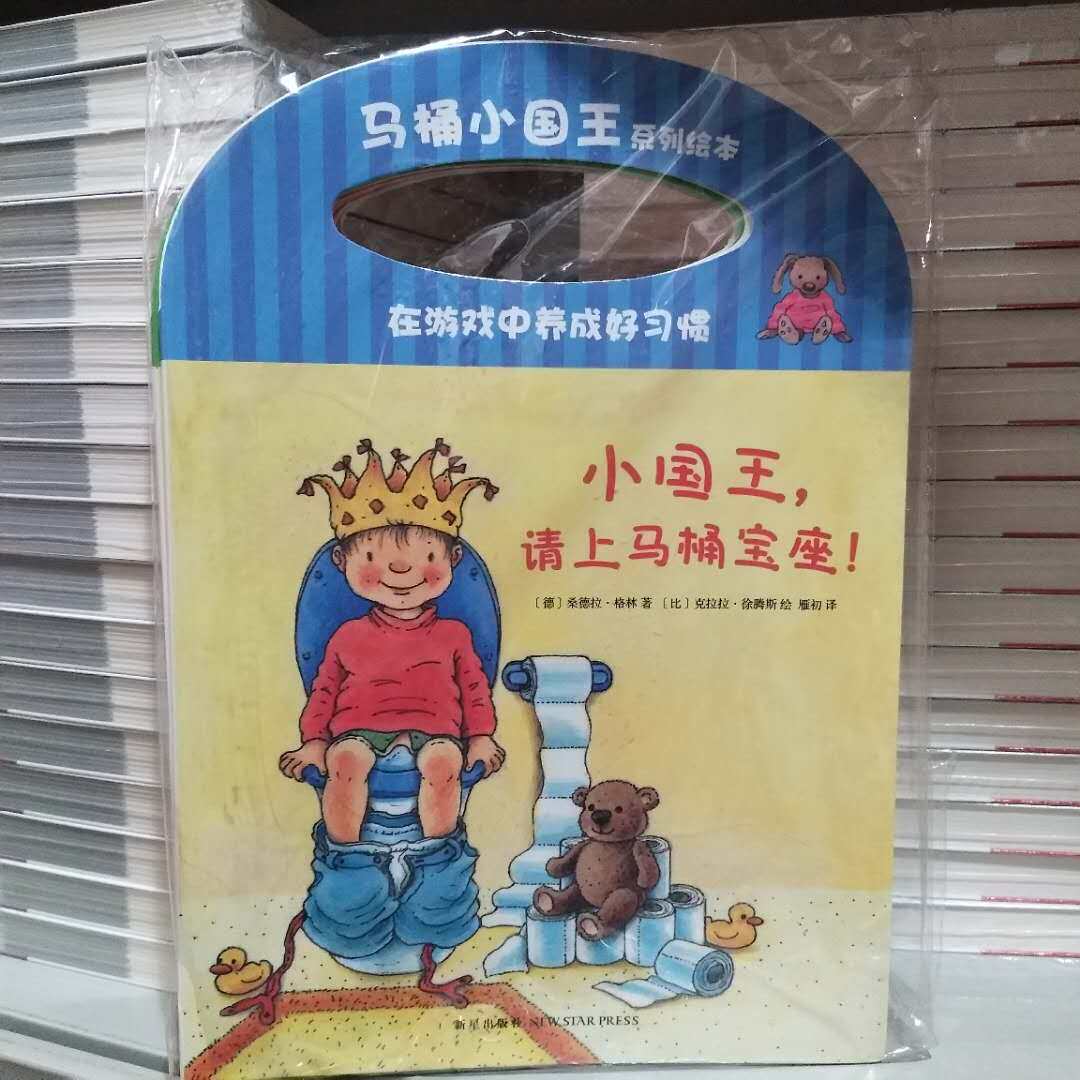 马桶小国王系列绘本
在游戏中养成好习惯
小国王,
请上马桶宝座!
〔德〕桑德拉·格林 著 〔比〕克拉拉·徐腾斯 绘 雁初 译
新星出版社 NEW STAR PRESS